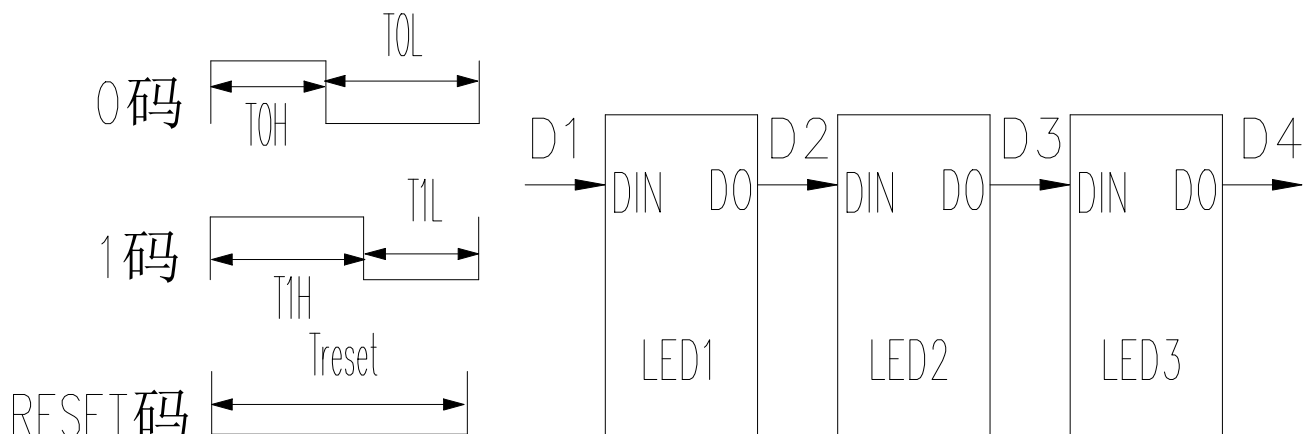 0码
T0H
T0L
1码
T1H
T1L
RESET码
Treset
D1
DIN
DO
LED1
D2
DIN
DO
LED2
D3
DIN
DO
LED3
D4